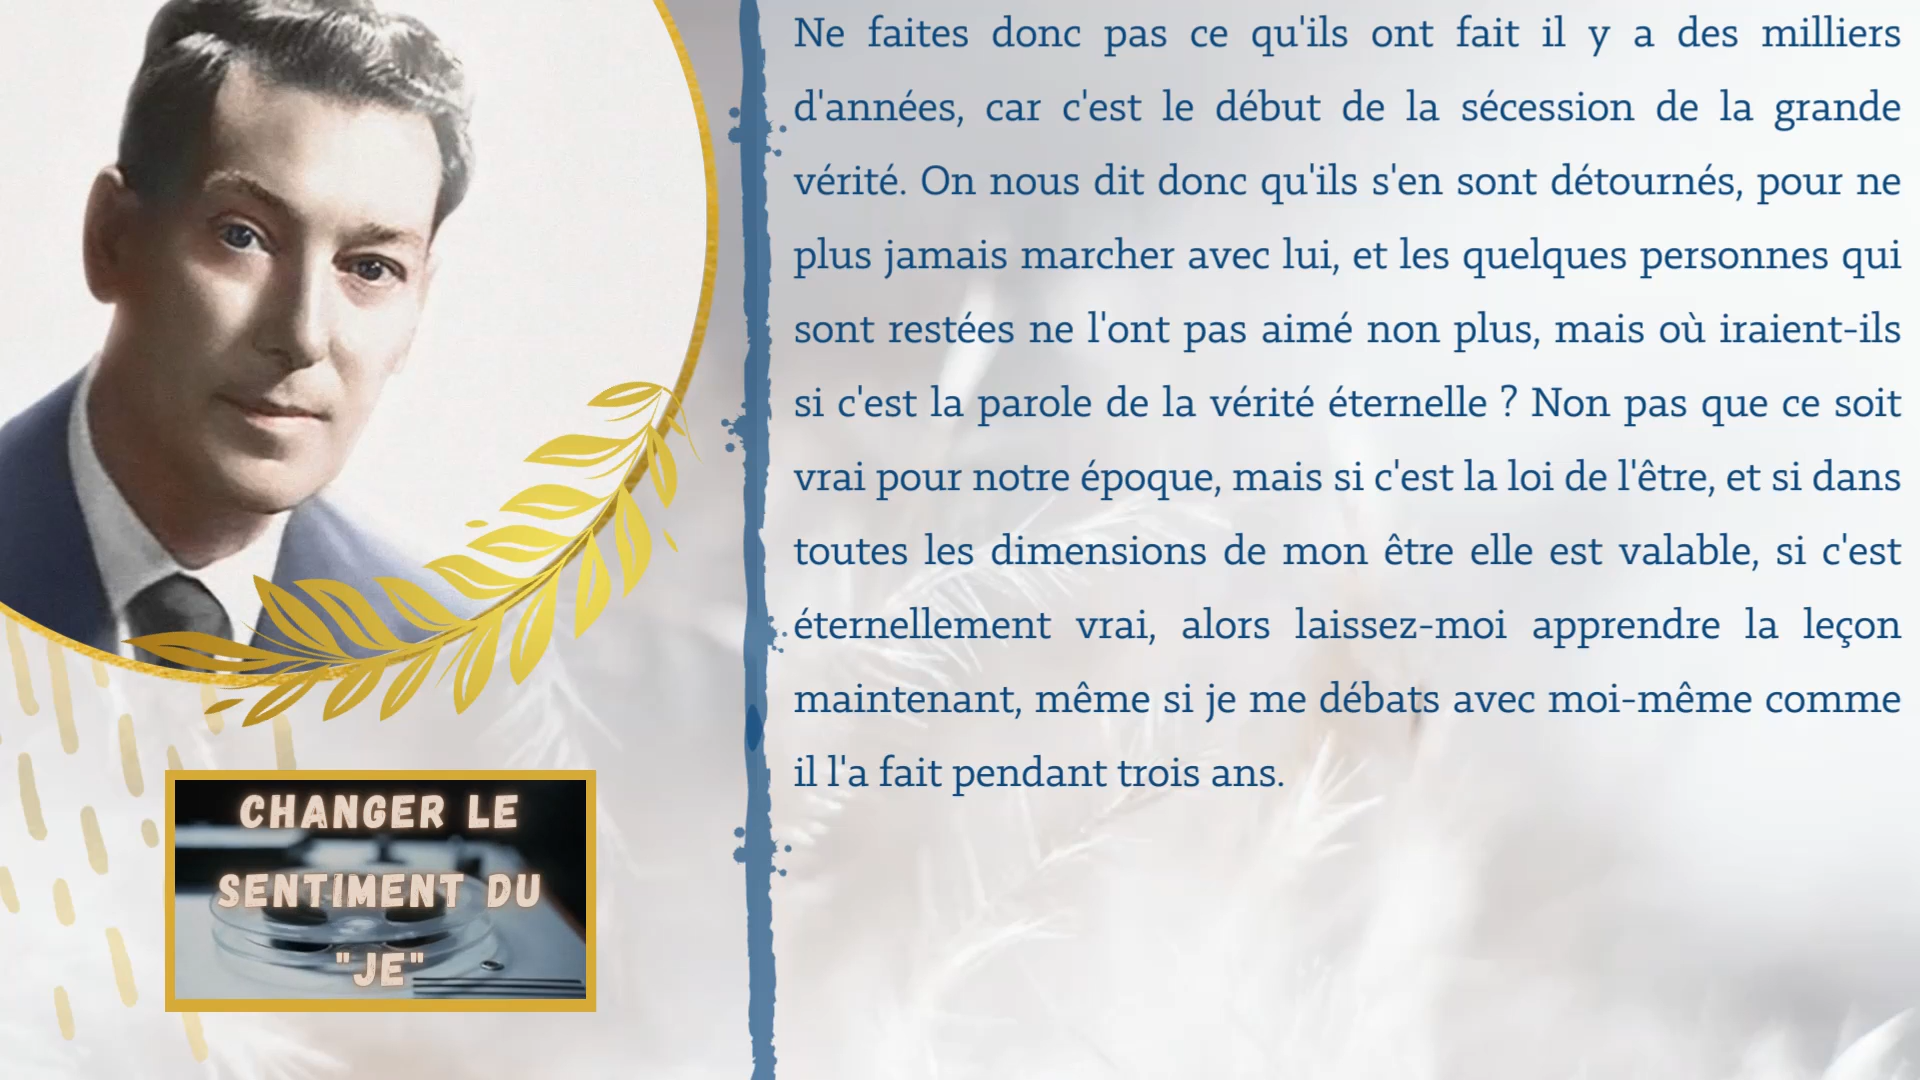 Ne faites donc pas ce qu'ils ont fait il y a des milliers
d'années, car c'est le début de la sécession de la grande
vérité. On nous dit donc qu'ils s'en sont détournés, pour ne
plus jamais marcher avec lui, et les quelques personnes qui
sont restées ne l'ont pas aimé non plus, mais où iraient-ils
si c'est la parole de la vérité éternelle ? Non pas que ce soit
vrai pour notre époque, mais si c'est la loi de l'être, et si dans
toutes les dimensions de mon être elle est valable, si c'est
éternellement vrai, alors laissez-moi apprendre la leçon
maintenant, même si je me débats avec moi-même comme
il l'a fait pendant trois ans.
CHANGER LE
SENTIMENT DU
"JE"